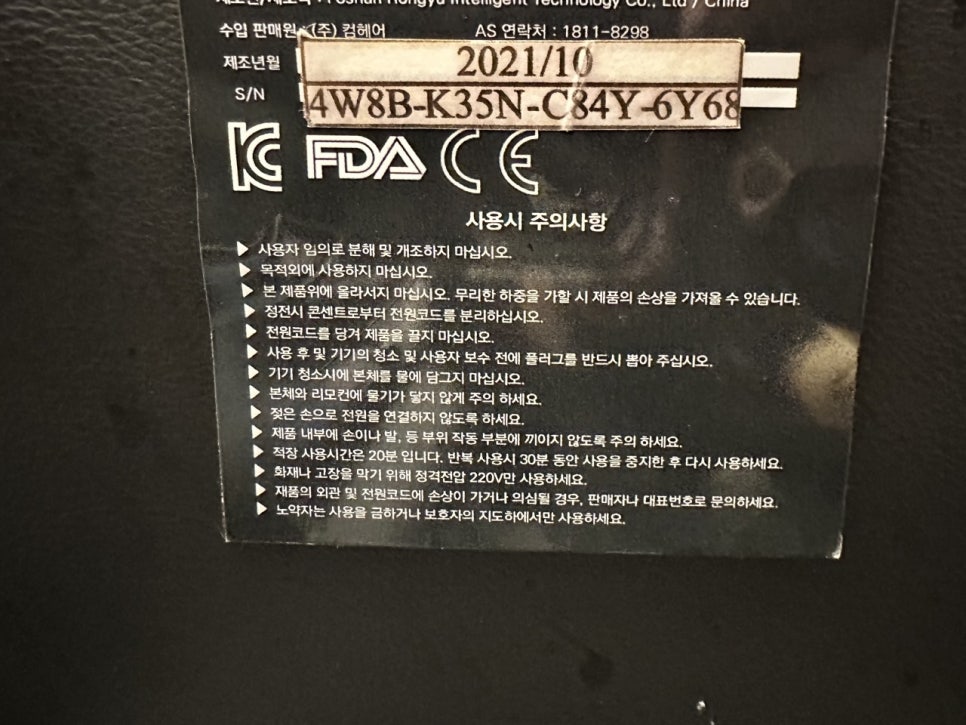 제조원/제조국 : Foshan Rongyu Intelligent Technology Co., Ltd / China
수입 판매원 : (주) 컴헤어 AS 연락처 : 1811-8298
제조년월 2021/10
S/N 4W8B-K35N-C84Y-6Y68
KC FDA CE
사용시 주의사항
▶ 사용자 임의로 분해 및 개조하지 마십시오.
▶ 목적외에 사용하지 마십시오.
▶ 본 제품위에 올라서지 마십시오. 무리한 하중을 가할 시 제품의 손상을 가져올 수 있습니다.
▶ 정전시 콘센트로부터 전원코드를 분리하십시오.
▶ 전원코드를 당겨 제품을 끌지 마십시오.
▶ 사용 후 및 기기의 청소 및 사용자 보수 전에 플러그를 반드시 뽑아 주십시오.
▶ 기기 청소시에 본체를 물에 담그지 마십시오.
▶ 본체와 리모컨에 물기가 닿지 않게 주의 하세요.
▶ 젖은 손으로 전원을 연결하지 않도록 하세요.
▶ 제품 내부에 손이나 발, 등 부위 작동 부분에 끼이지 않도록 주의 하세요.
▶ 적장 사용시간은 20분 입니다. 반복 사용시 30분 동안 사용을 중지한 후 다시 사용하세요.
▶ 화재나 고장을 막기 위해 정격전압 220V만 사용하세요.
▶ 재품의 외관 및 전원코드에 손상이 가거나 의심될 경우, 판매자나 대표번호로 문의하세요.
▶ 노약자는 사용을 금하거나 보호자의 지도하에서만 사용하세요.